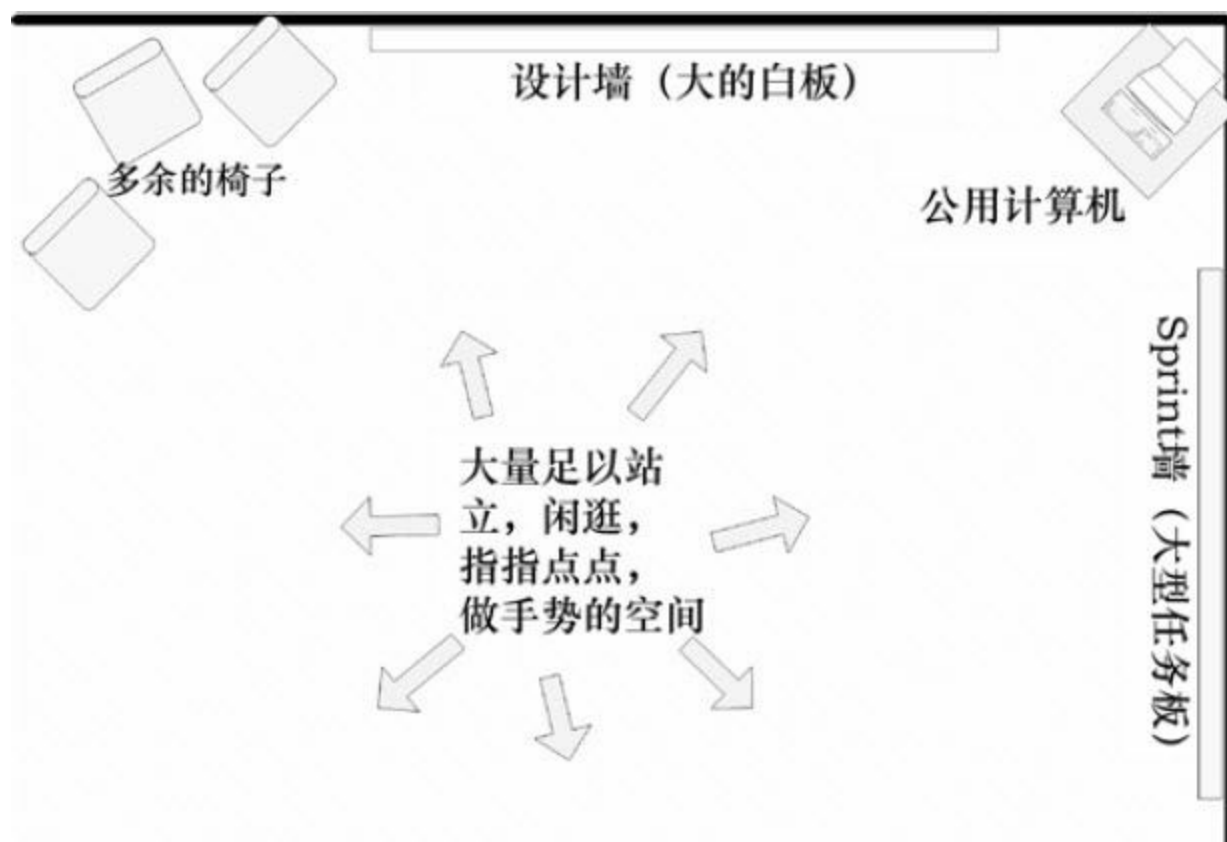 设计墙（大的白板）
多余的椅子
公用计算机
Sprint墙（大型任务板）
大量足以站
立，闲逛，
指指点点，
做手势的空间